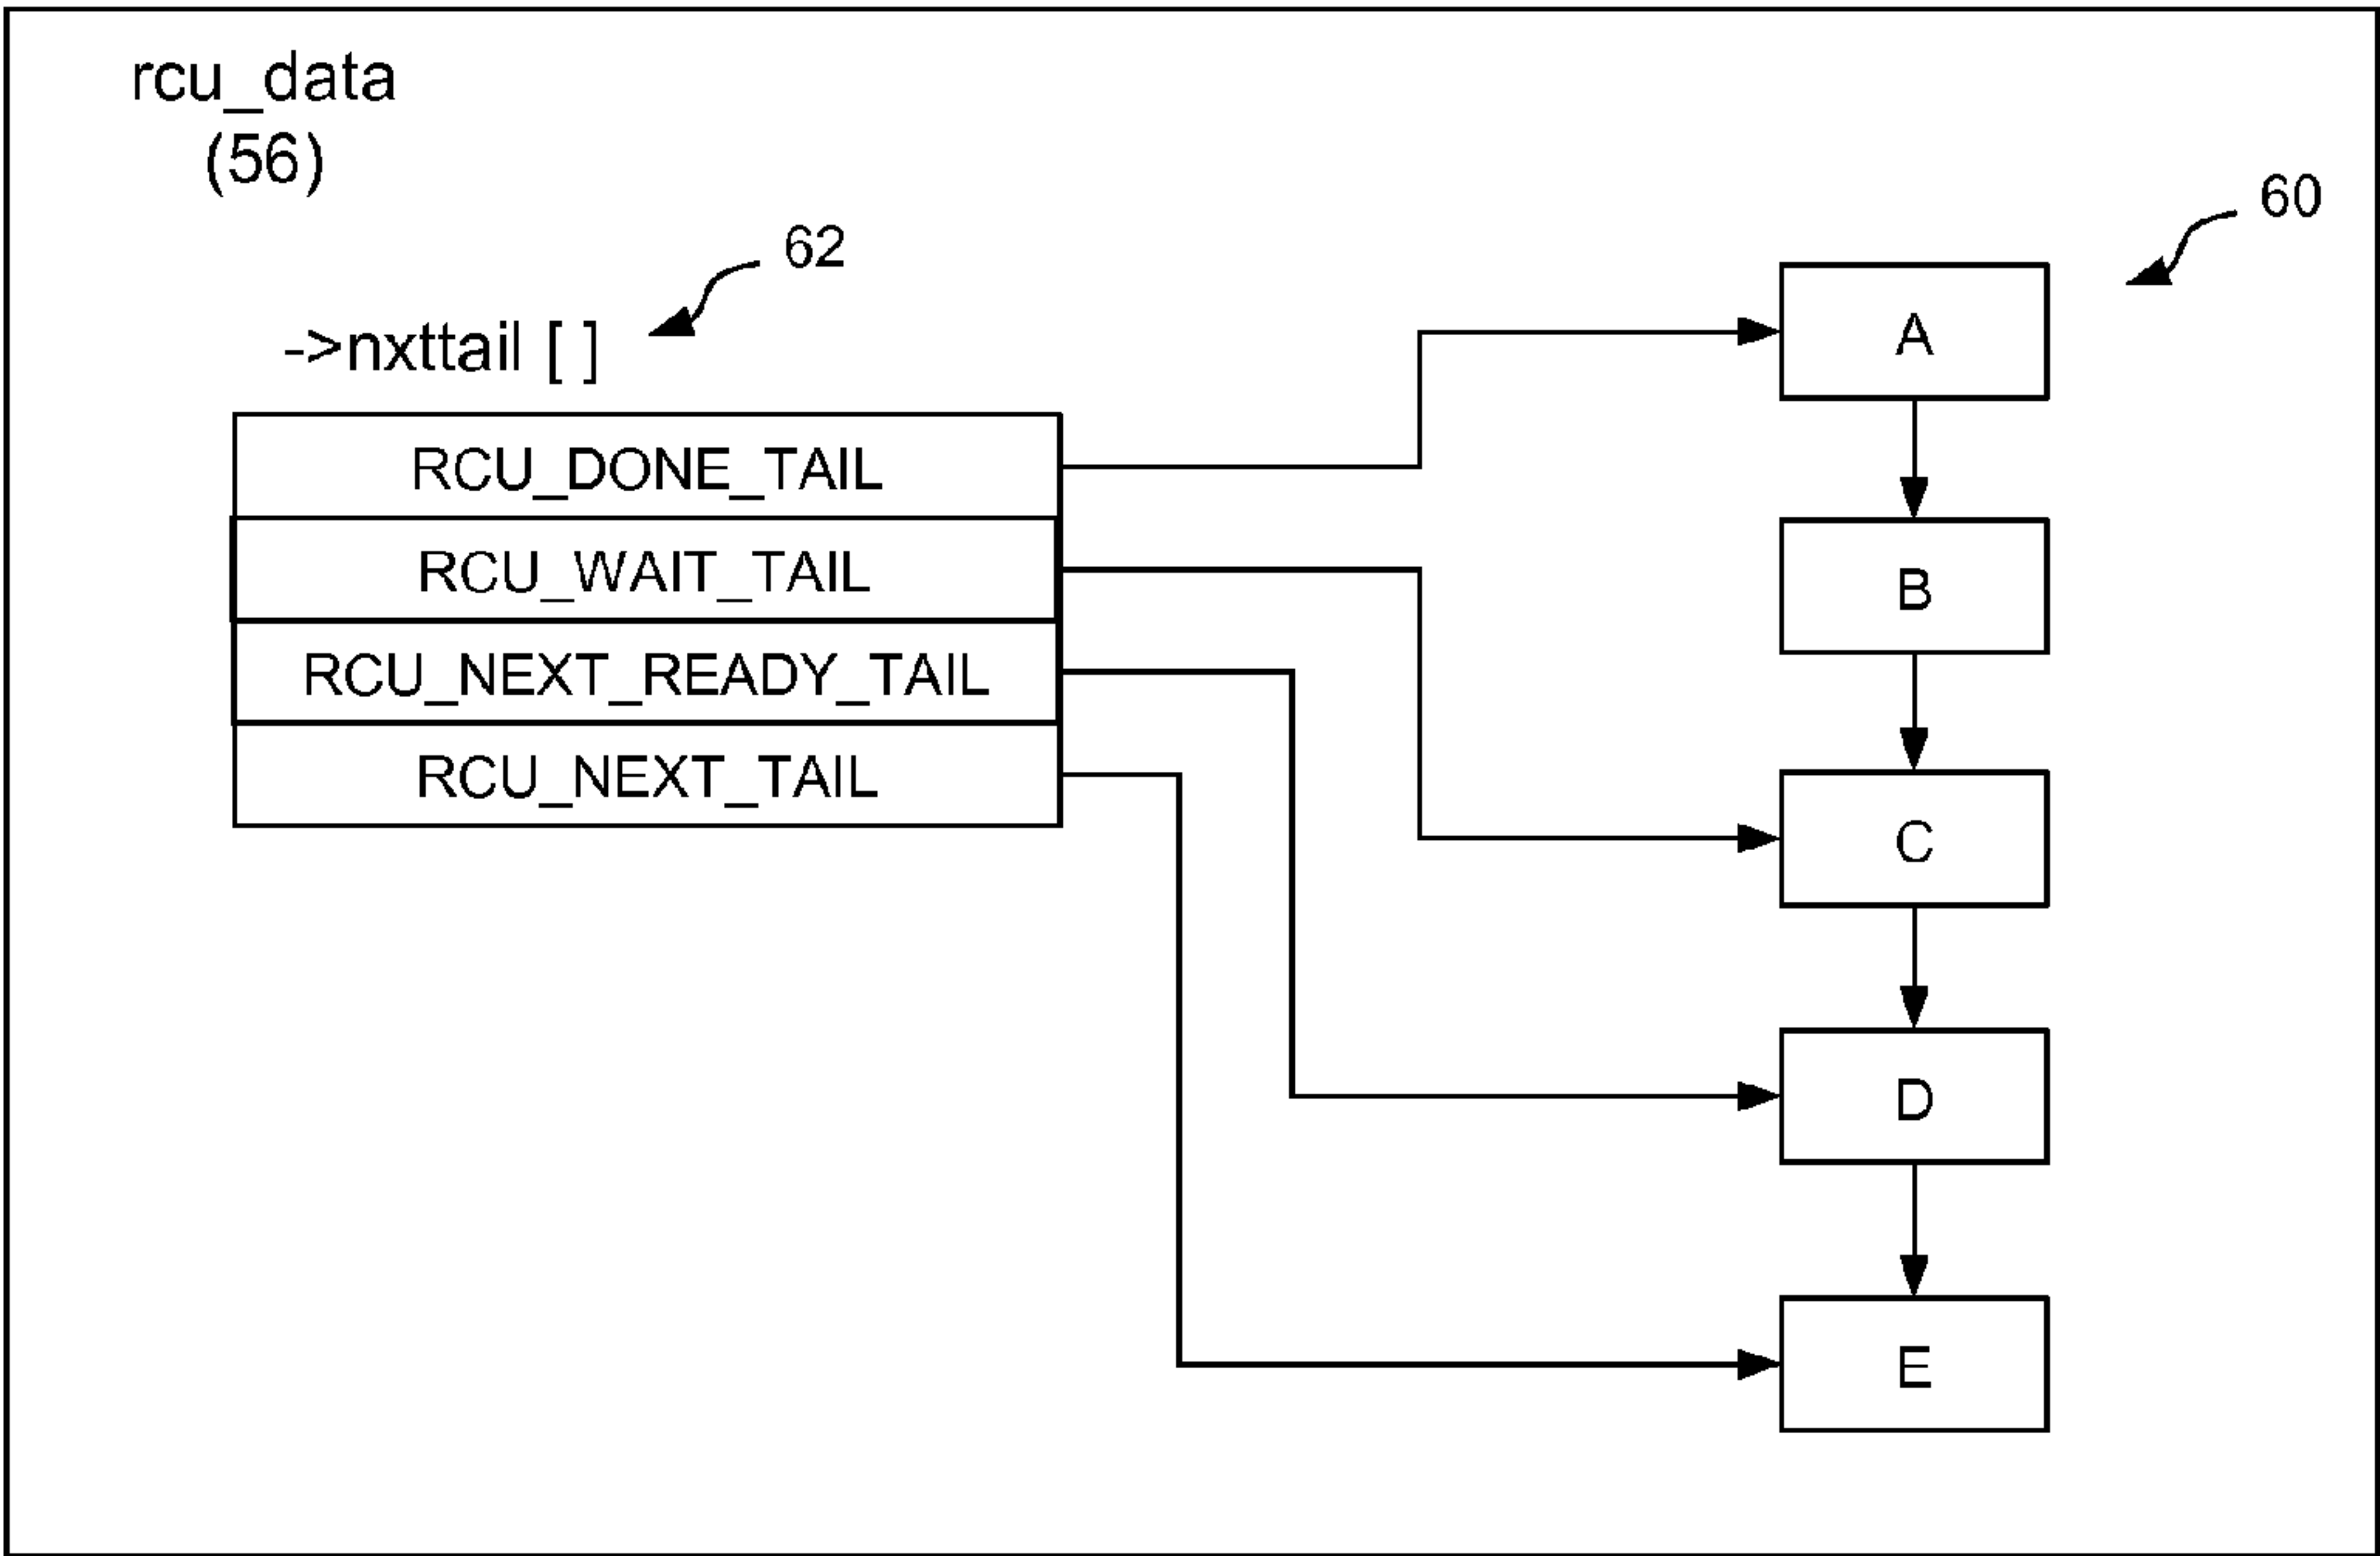 rcu_data
(56)
62
60
->nxttail [ ]
RCU_DONE_TAIL
RCU_WAIT_TAIL
RCU_NEXT_READY_TAIL
RCU_NEXT_TAIL
A
B
C
D
E